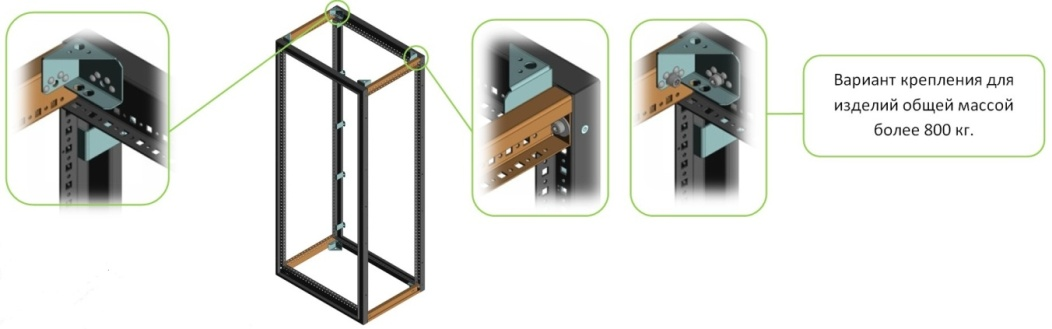 Вариант крепления для
изделий общей массой
более 800 кг.